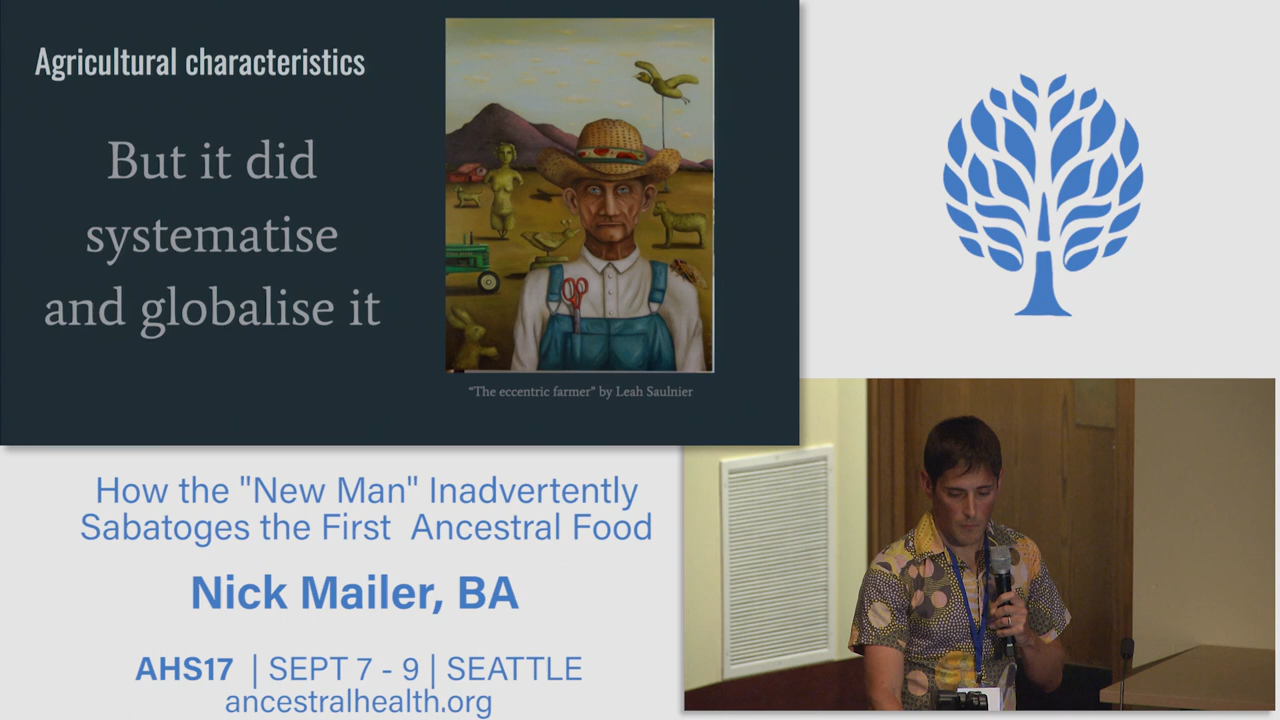 Agricultural characteristics
But it did
systematise
and globalise it
"The eccentric farmer" by Leah Saulnier
How the "New Man" Inadvertently
Sabatoges the First Ancestral Food
Nick Mailer, BA
AHS17 | SEPT 7 - 9 | SEATTLE
ancestralhealth.org